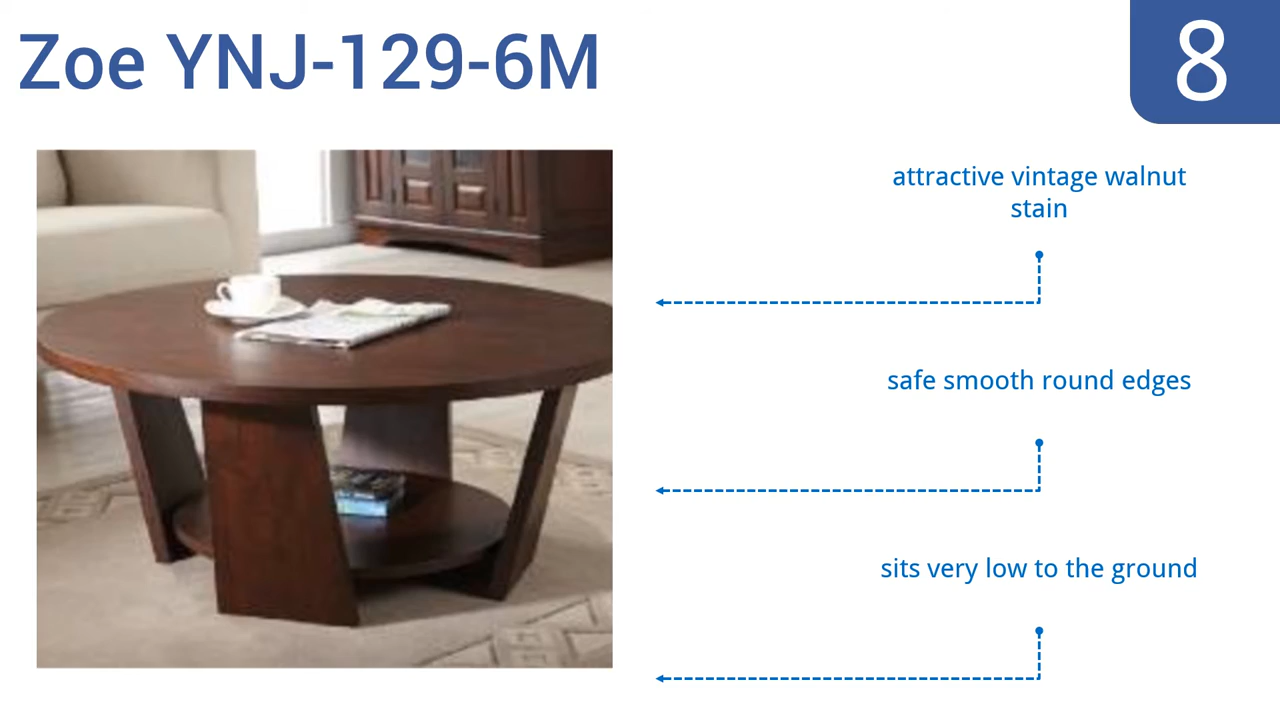 Zoe YNJ-129-6M
8
attractive vintage walnut
stain
safe smooth round edges
sits very low to the ground